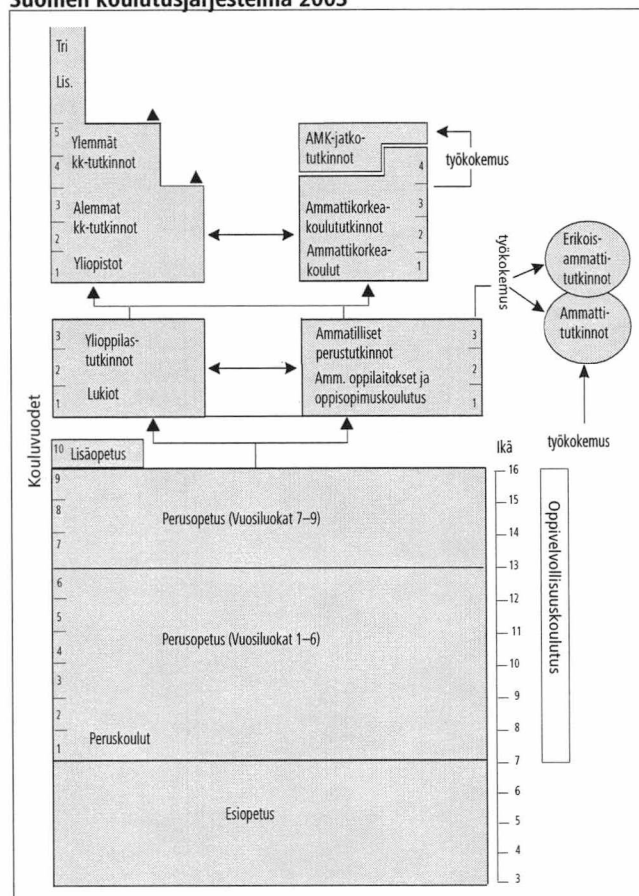 Suomen koulutusjärjestelmä 2003
Tri
Lis.
5
4
Ylemmät
kk-tutkinnot
3
2
1
Alemmat
kk-tutkinnot
Yliopistot
AMK-jatko-
tutkinnot
työkokemus
4
3
2
1
Ammattikorkea-
koulututkinnot
Ammattikorkea-
koulut
työkokemus
Erikois-
ammatti-
tutkinnot
Ammatti-
tutkinnot
työkokemus
3
2
1
Ylioppilas-
tutkinnot
Lukiot
Ammatilliset
perustutkinnot
Amm. oppilaitokset ja
oppisopimuskoulutus
3
2
1
Kouluvuodet
10 Lisäopetus
9
8
7
Perusopetus (Vuosiluokat 7–9)
6
5
4
3
2
1
Perusopetus (Vuosiluokat 1–6)
Peruskoulut
Esiopetus
Ikä
16
15
14
13
12
11
10
9
8
7
6
5
4
3
Oppivelvollisuuskoulutus